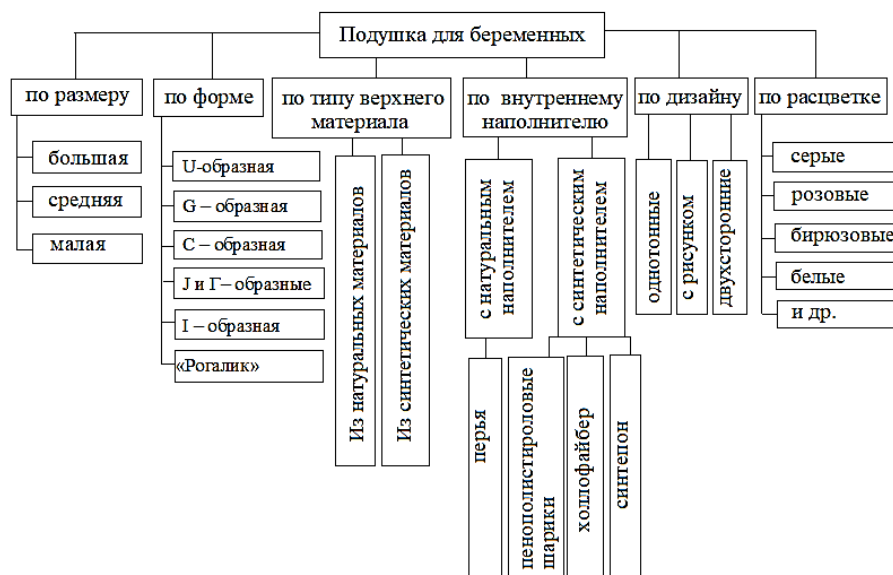 Подушка для беременных
по размеру
большая
средняя
малая
по форме
U-образная
G – образная
C – образная
J и Г – образные
I – образная
«Рогалик»
по типу верхнего
материала
Из натуральных материалов
Из синтетических материалов
по внутреннему
наполнителю
с натуральным
наполнителем
перья
с синтетическим
наполнителем
пенополистироловые
шарики
холлофайбер
синтепон
по дизайну
однотонные
с рисунком
двухсторонние
по расцветке
серые
розовые
бирюзовые
белые
и др.